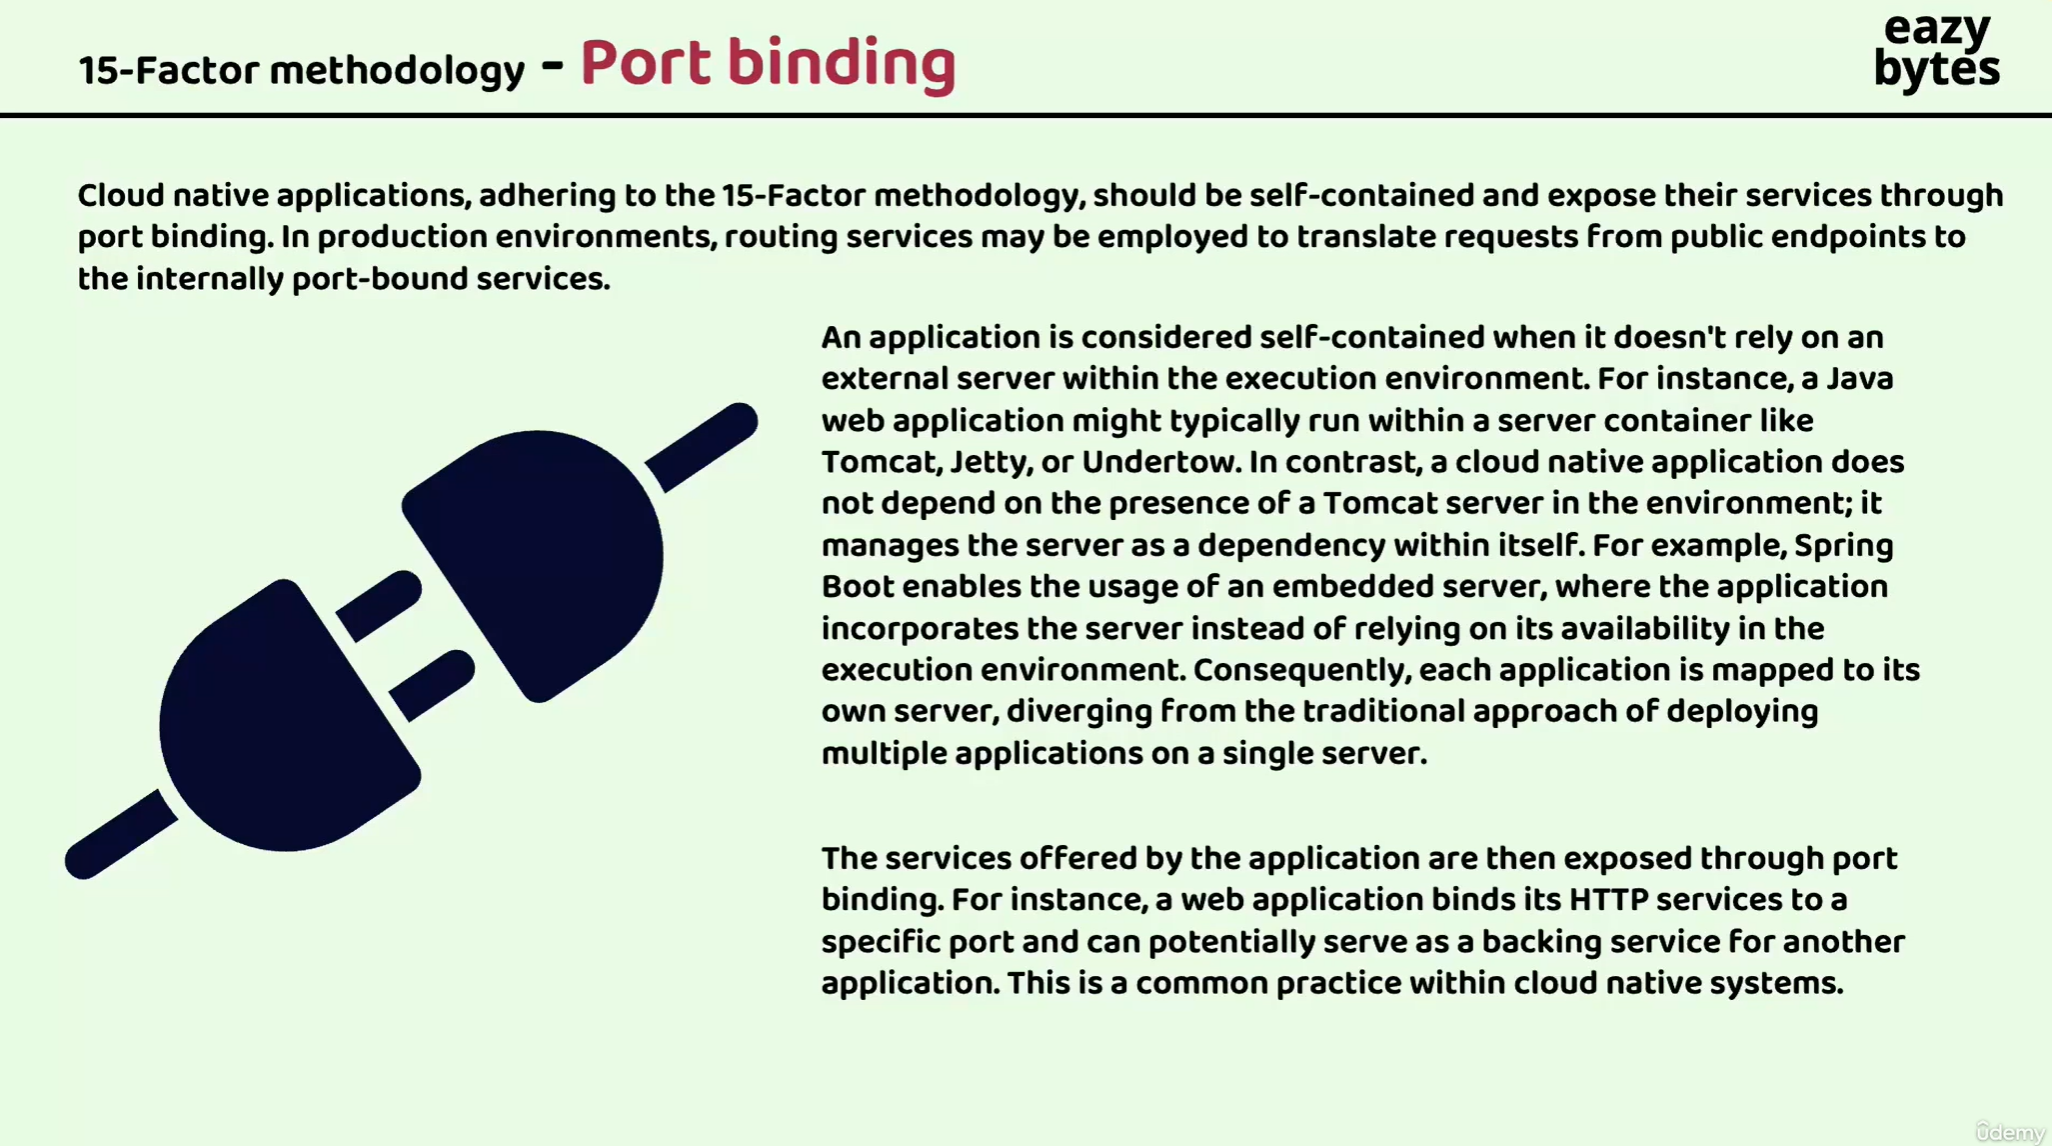 15-Factor methodology - Port binding
eazy
bytes
Cloud native applications, adhering to the 15-Factor methodology, should be self-contained and expose their services through
port binding. In production environments, routing services may be employed to translate requests from public endpoints to
the internally port-bound services.
An application is considered self-contained when it doesn't rely on an
external server within the execution environment. For instance, a Java
web application might typically run within a server container like
Tomcat, Jetty, or Undertow. In contrast, a cloud native application does
not depend on the presence of a Tomcat server in the environment; it
manages the server as a dependency within itself. For example, Spring
Boot enables the usage of an embedded server, where the application
incorporates the server instead of relying on its availability in the
execution environment. Consequently, each application is mapped to its
own server, diverging from the traditional approach of deploying
multiple applications on a single server.
The services offered by the application are then exposed through port
binding. For instance, a web application binds its HTTP services to a
specific port and can potentially serve as a backing service for another
application. This is a common practice within cloud native systems.
ûdemy